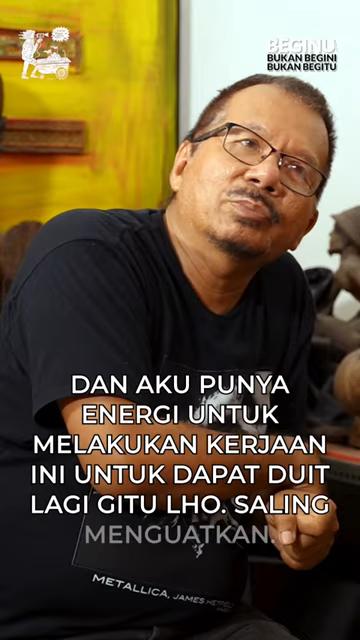 BEGINU
BUKAN BEGINI
BUKAN BEGITU
DAN AKU PUNYA
ENERGI UNTUK
MELAKUKAN KERJAAN
INI UNTUK DAPAT DUIT
LAGI GITU LHO. SALING
MENGUATKAN.
METALLICA, JAMES